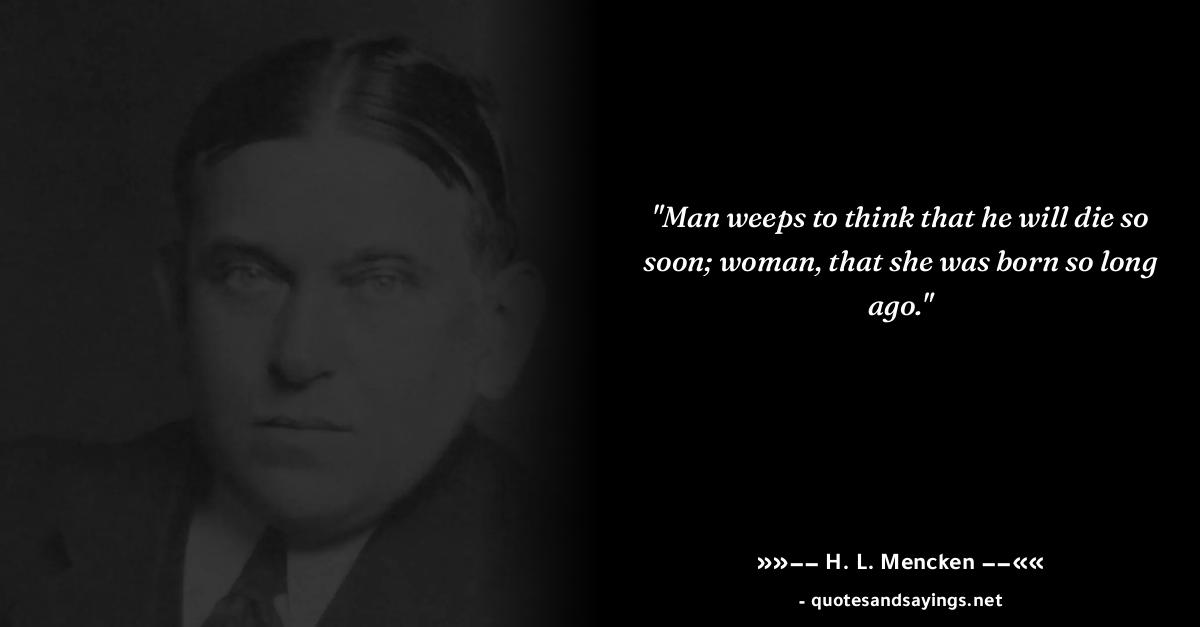 "Man weeps to think that he will die so
soon; woman, that she was born so long
ago."
»»–– H. L. Mencken ––««
- quotesandsayings.net